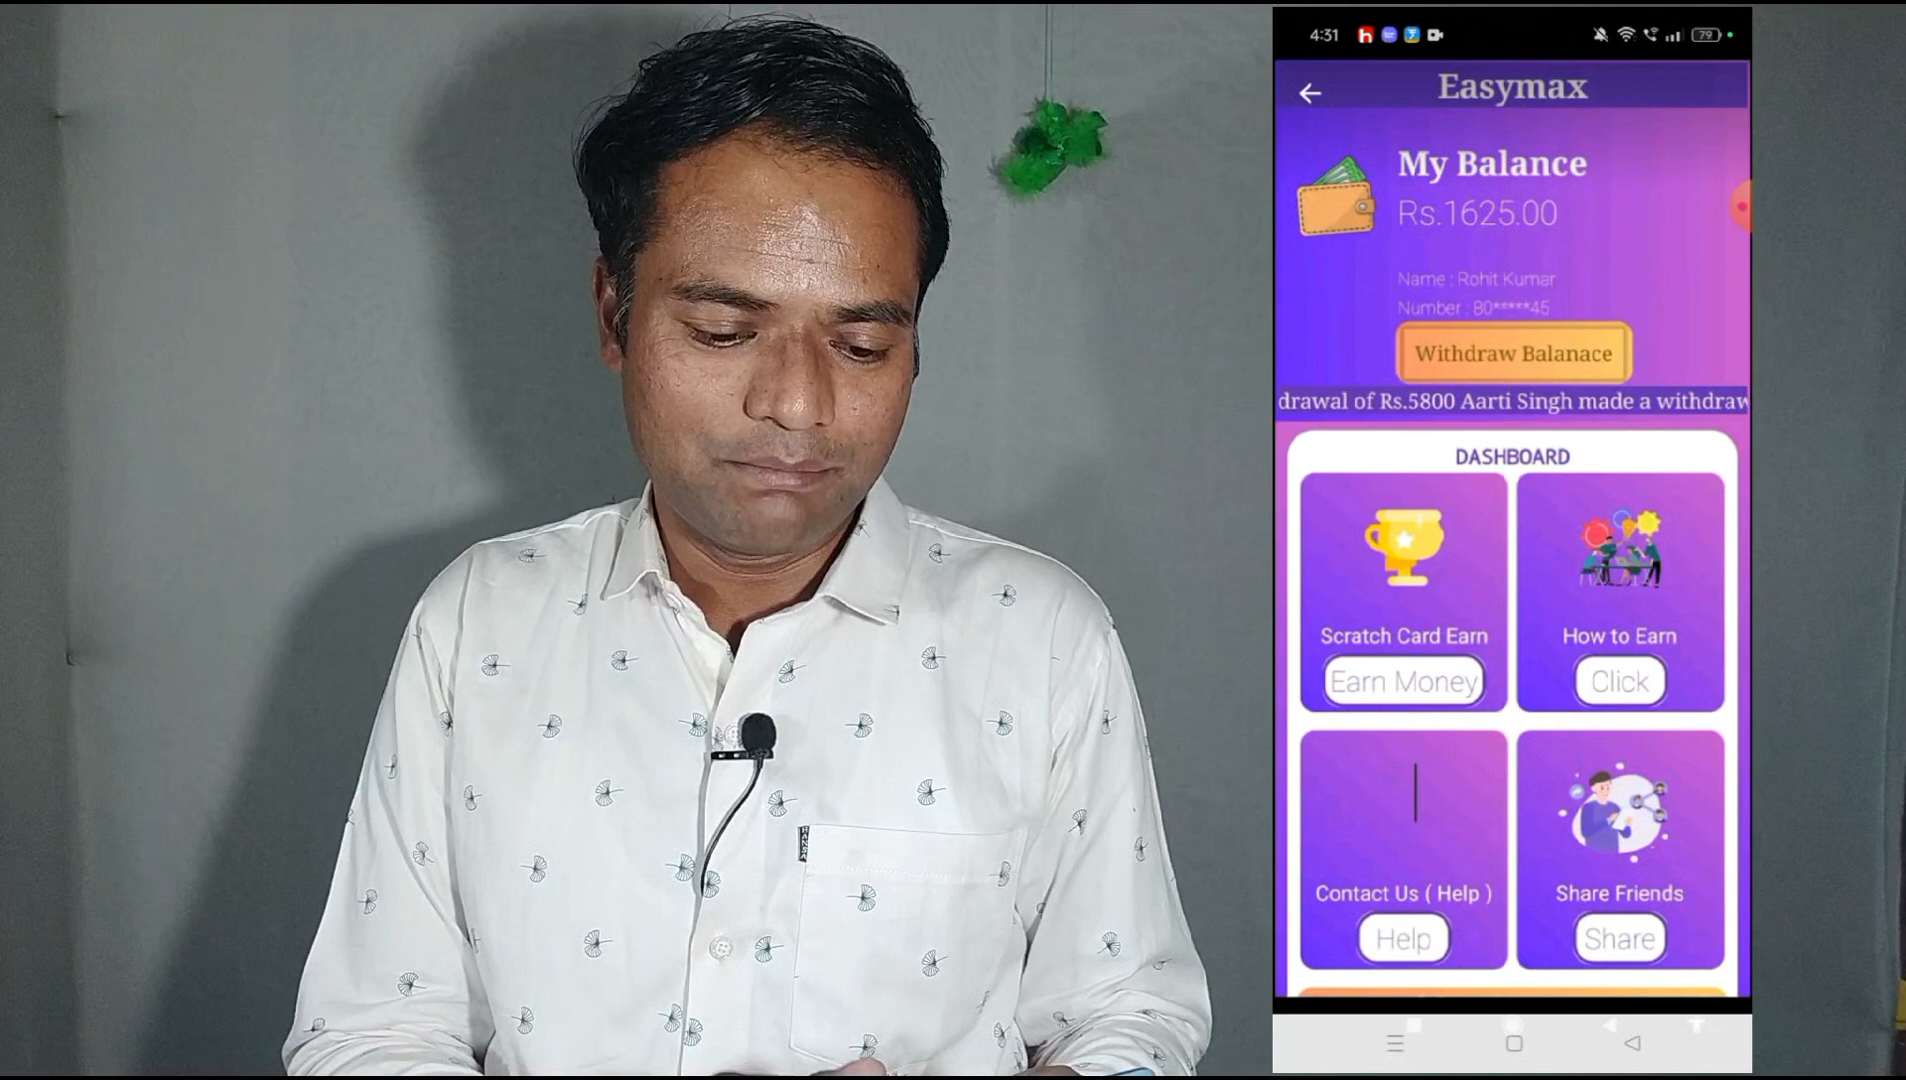 4:31
79
Easymax
My Balance
Rs.1625.00
Name : Rohit Kumar
Number : 80*****45
Withdraw Balanace
drawal of Rs.5800 Aarti Singh made a withdraw
DASHBOARD
Scratch Card Earn
Earn Money
How to Earn
Click
Contact Us ( Help )
Help
Share Friends
Share
HANSA